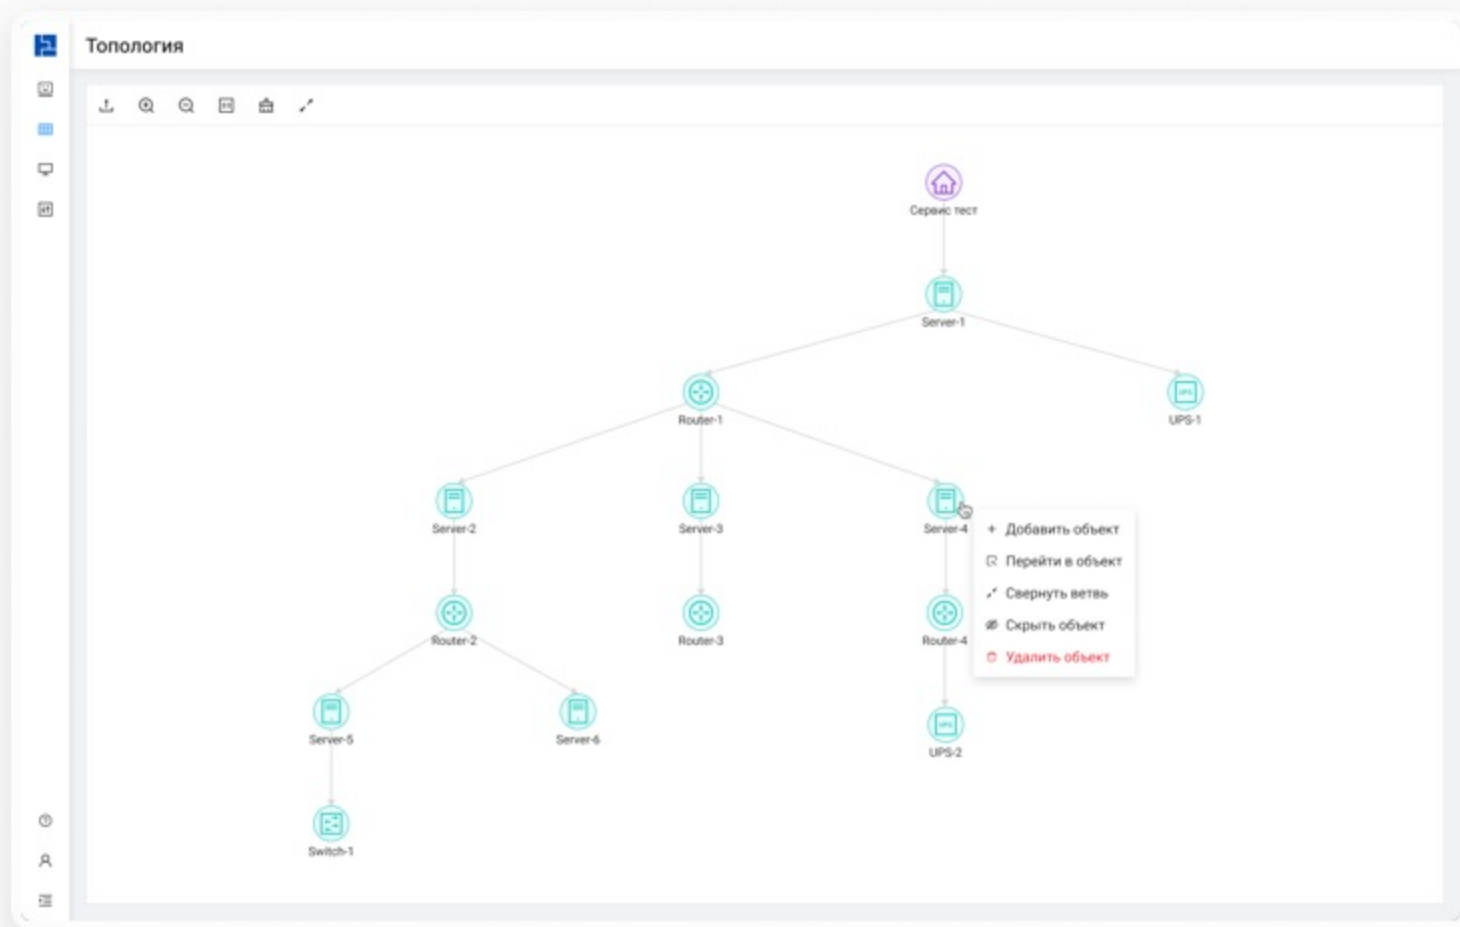 Топология
Сервис тест
Server-1
Router-1
UPS
UPS-1
Server-2
Server-3
Server-4
Добавить объект
Перейти в объект
Свернуть ветвь
Скрыть объект
Удалить объект
Router-2
Router-3
Router-4
Server-5
Server-6
UPS
UPS-2
Switch-1